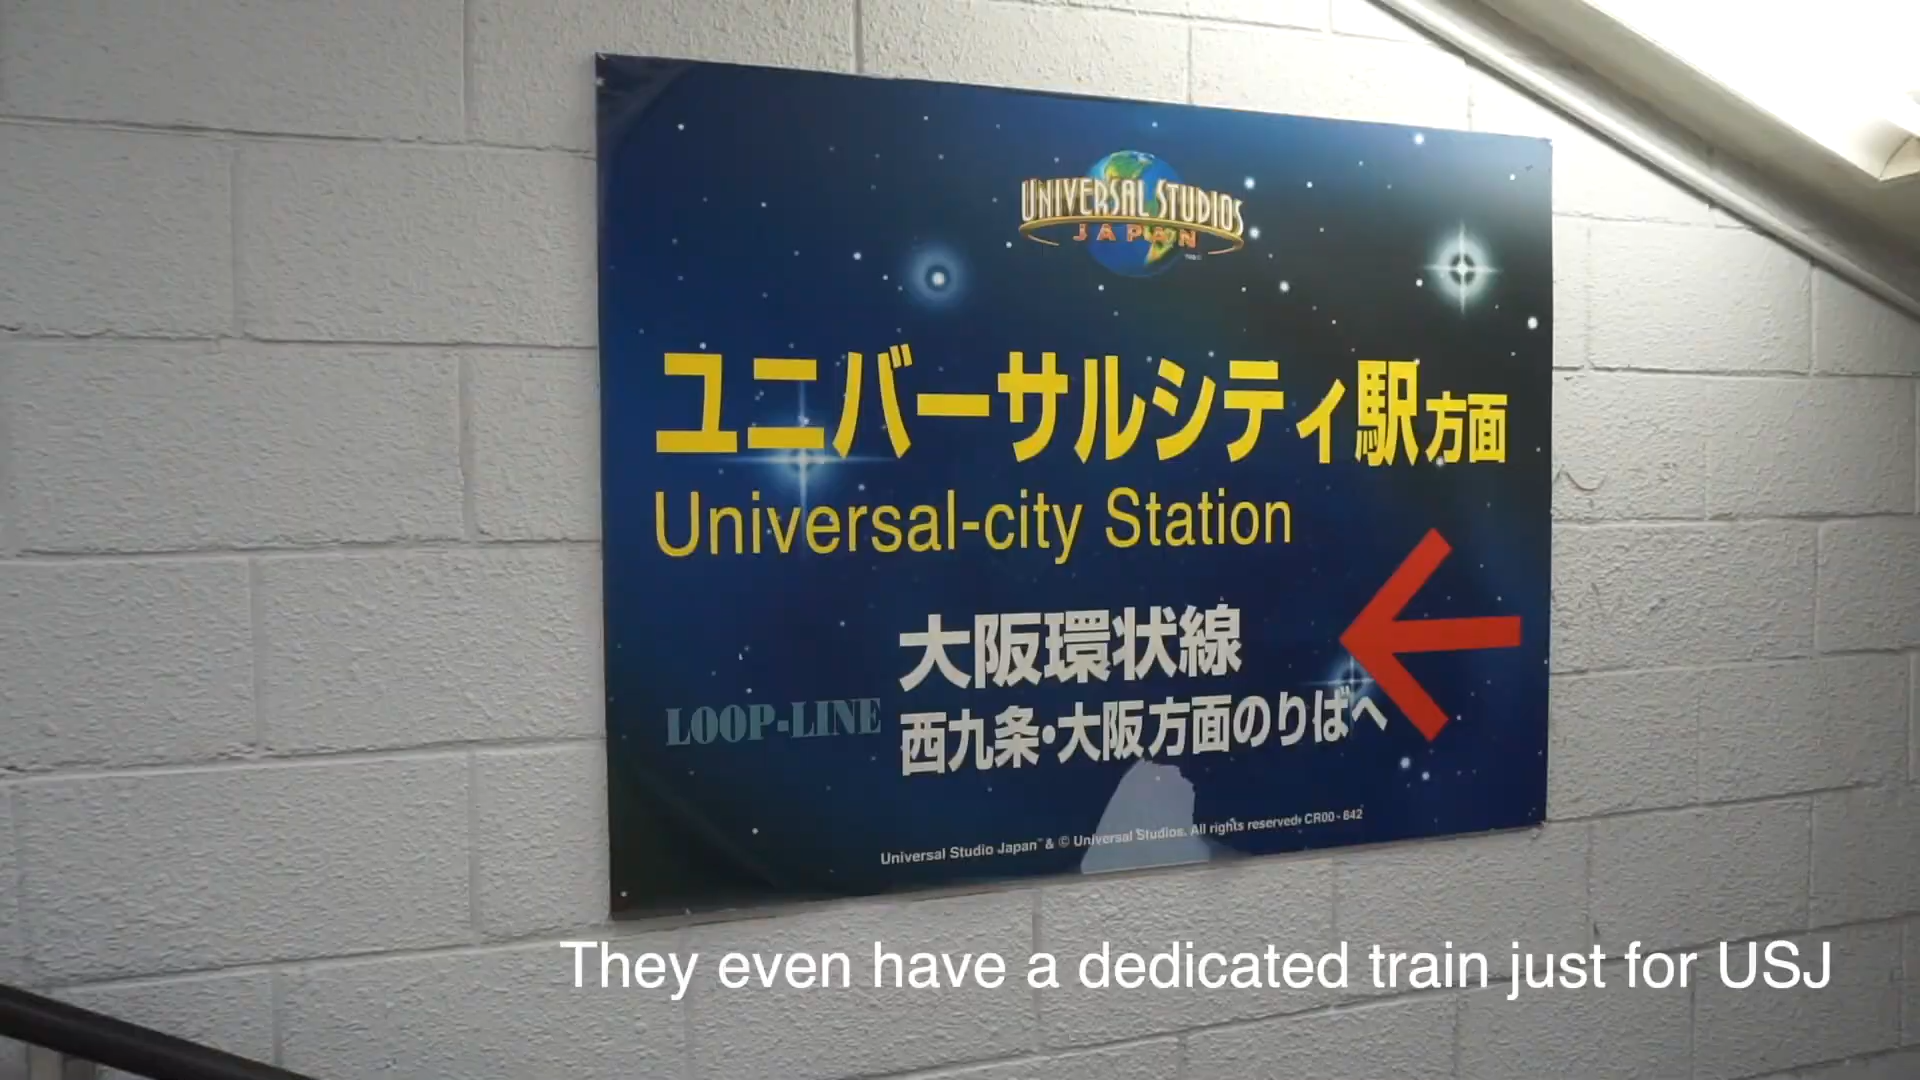 UNIVERSAL STUDIOS
JAPAN
ユニバーサルシティ駅方面
Universal-city Station
大阪環状線
LOOP-LINE
西九条・大阪方面のりばへ
Universal Studio Japan™ & © Universal Studios. All rights reserved. CR00-642
They even have a dedicated train just for USJ